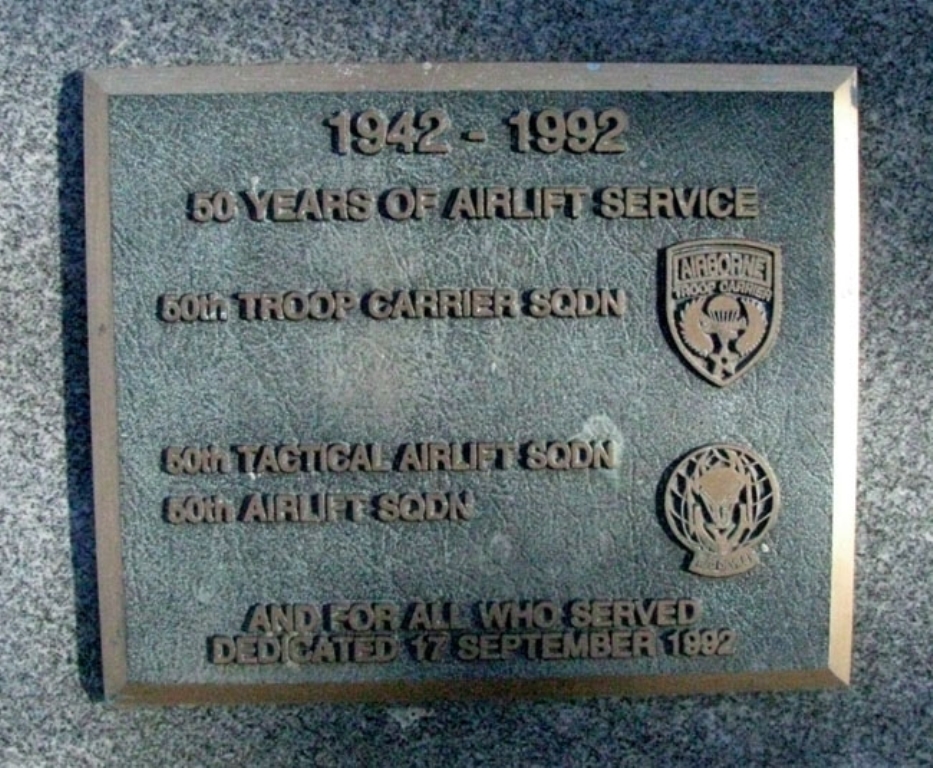 1942 - 1992
50 YEARS OF AIRLIFT SERVICE
50th TROOP CARRIER SQDN
AIRBORNE
TROOP CARRIER
50th TACTICAL AIRLIFT SQDN
50th AIRLIFT SQDN
AND FOR ALL WHO SERVED
DEDICATED 17 SEPTEMBER 1992